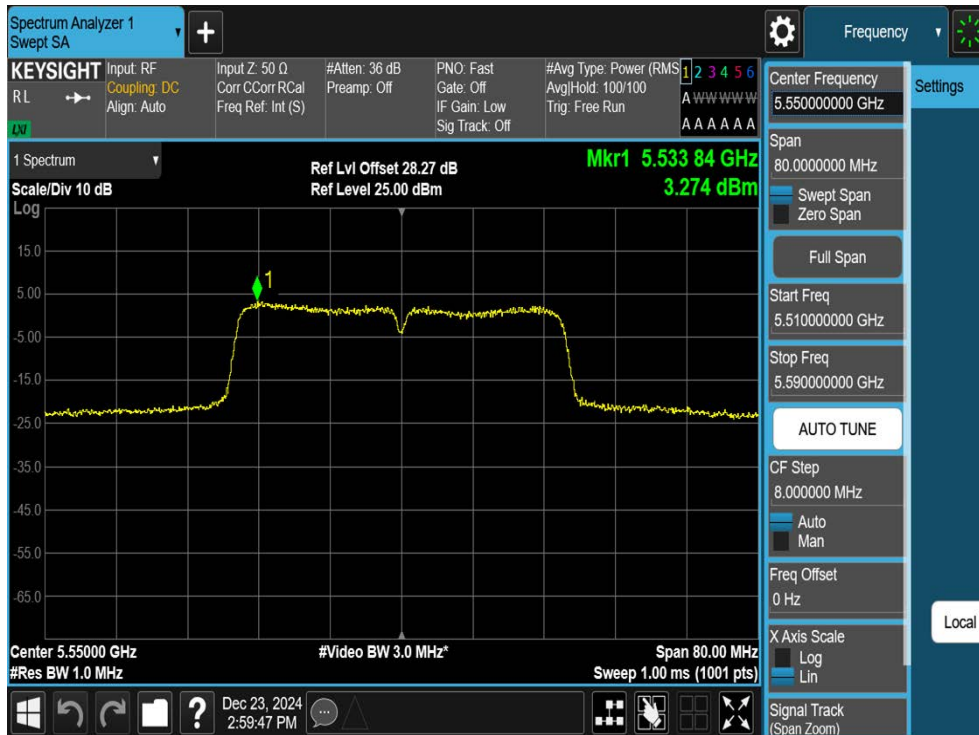 Spectrum Analyzer 1
Swept SA
+
Frequency
KEYSIGHT
RL
LXI
Input: RF
Coupling: DC
Align: Auto
Input Z: 50 Ω
Corr CCorr RCal
Freq Ref: Int (S)
#Atten: 36 dB
Preamp: Off
PNO: Fast
Gate: Off
IF Gain: Low
Sig Track: Off
#Avg Type: Power (RMS
Avg|Hold: 100/100
Trig: Free Run
1 2 3 4 5 6
A W W W W W
A A A A A A
1 Spectrum
Scale/Div 10 dB
Log
Ref Lvl Offset 28.27 dB
Ref Level 25.00 dBm
Mkr1 5.533 84 GHz
3.274 dBm
1
15.0
5.00
-5.00
-15.0
-25.0
-35.0
-45.0
-55.0
-65.0
Center 5.55000 GHz
#Res BW 1.0 MHz
#Video BW 3.0 MHz*
Span 80.00 MHz
Sweep 1.00 ms (1001 pts)
?
Dec 23, 2024
2:59:47 PM
Center Frequency
5.550000000 GHz
Span
80.0000000 MHz
Swept Span
Zero Span
Full Span
Start Freq
5.510000000 GHz
Stop Freq
5.590000000 GHz
AUTO TUNE
CF Step
8.000000 MHz
Auto
Man
Freq Offset
0 Hz
X Axis Scale
Log
Lin
Signal Track
(Span Zoom)
Settings
Local